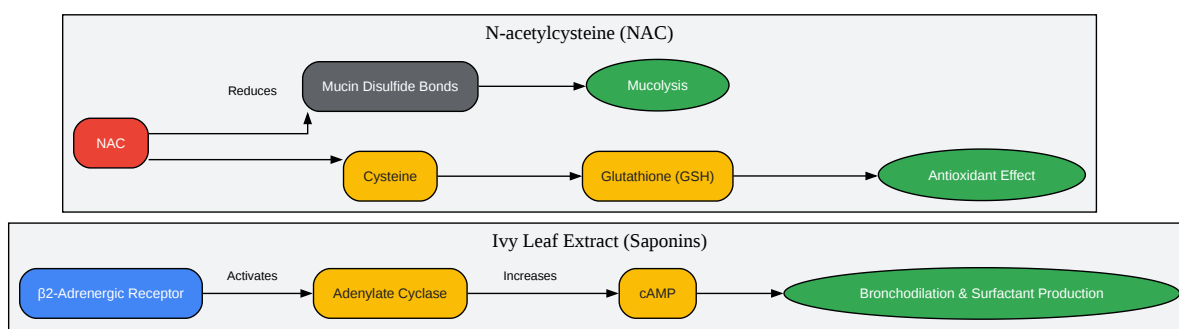 N-acetylcysteine (NAC)
Reduces
Mucin Disulfide Bonds
Mucolysis
NAC
Cysteine
Glutathione (GSH)
Antioxidant Effect
Ivy Leaf Extract (Saponins)
β2-Adrenergic Receptor
Activates
Adenylate Cyclase
Increases
cAMP
Bronchodilation & Surfactant Production